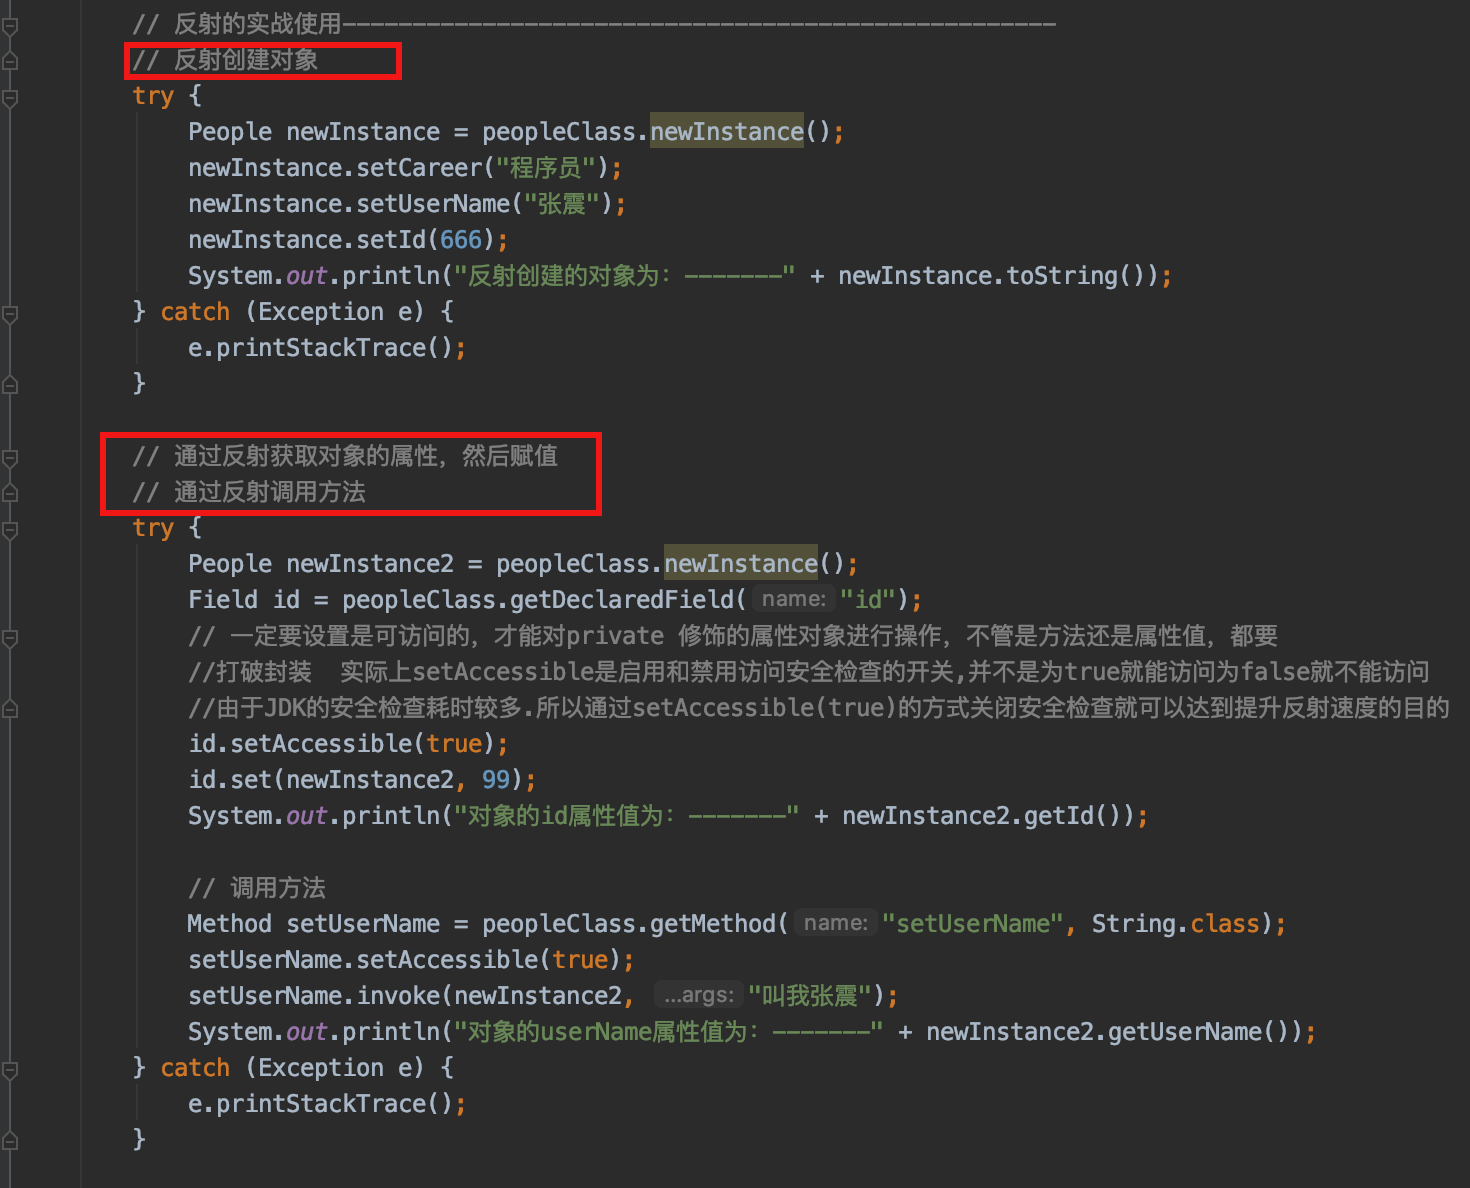 // 反射的实战使用---------------------------------------------------
// 反射创建对象
try {
People newInstance = peopleClass.newInstance();
newInstance.setCareer("程序员");
newInstance.setUserName("张震");
newInstance.setId(666);
System.out.println("反射创建的对象为：-------" + newInstance.toString());
} catch (Exception e) {
e.printStackTrace();
}
// 通过反射获取对象的属性，然后赋值
// 通过反射调用方法
try {
People newInstance2 = peopleClass.newInstance();
Field id = peopleClass.getDeclaredField( name: "id");
// 一定要设置是可访问的，才能对private 修饰的属性对象进行操作，不管是方法还是属性值，都要
//打破封装  实际上setAccessible是启用和禁用访问安全检查的开关,并不是为true就能访问为false就不能访问
//由于JDK的安全检查耗时较多.所以通过setAccessible(true)的方式关闭安全检查就可以达到提升反射速度的目的
id.setAccessible(true);
id.set(newInstance2, 99);
System.out.println("对象的id属性值为：-------" + newInstance2.getId());
// 调用方法
Method setUserName = peopleClass.getMethod( name: "setUserName", String.class);
setUserName.setAccessible(true);
setUserName.invoke(newInstance2, ...args: "叫我张震");
System.out.println("对象的userName属性值为：-------" + newInstance2.getUserName());
} catch (Exception e) {
e.printStackTrace();
}